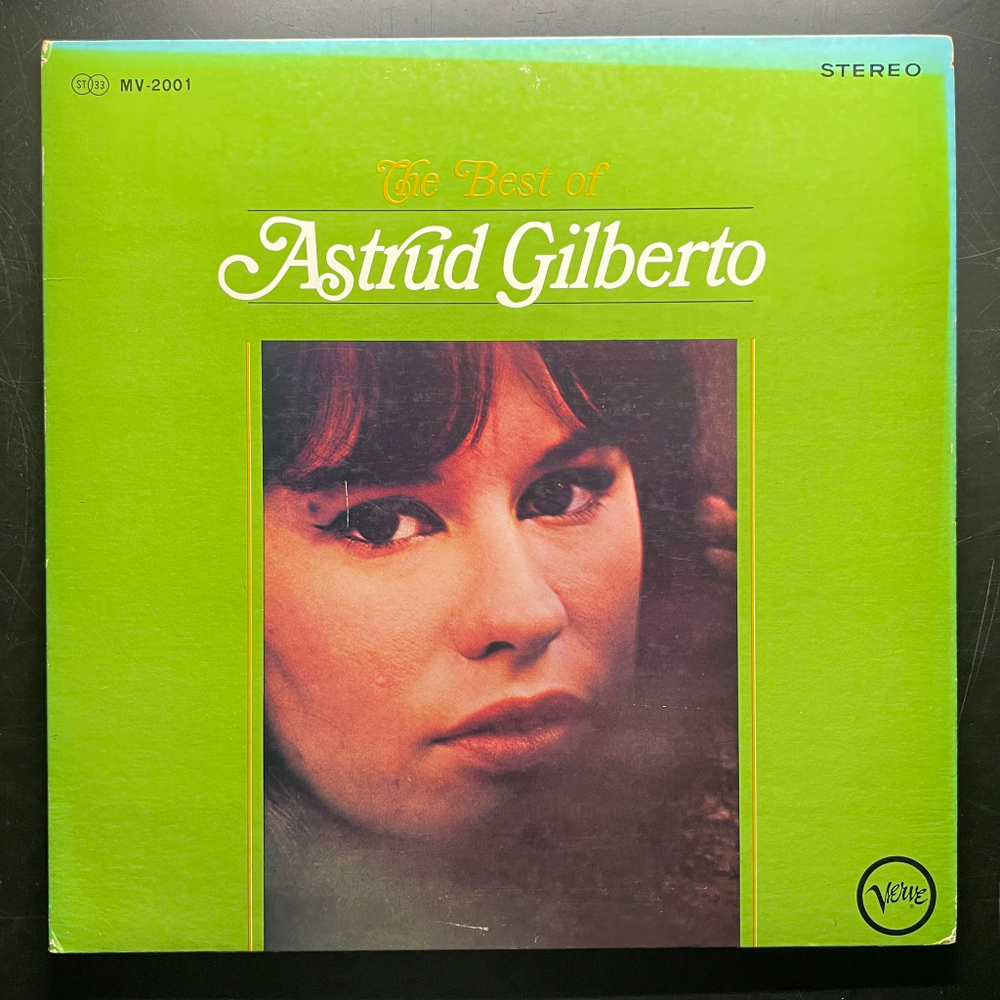 ST 33 MV-2001
STEREO
The Best of
Astrud Gilberto
Verve